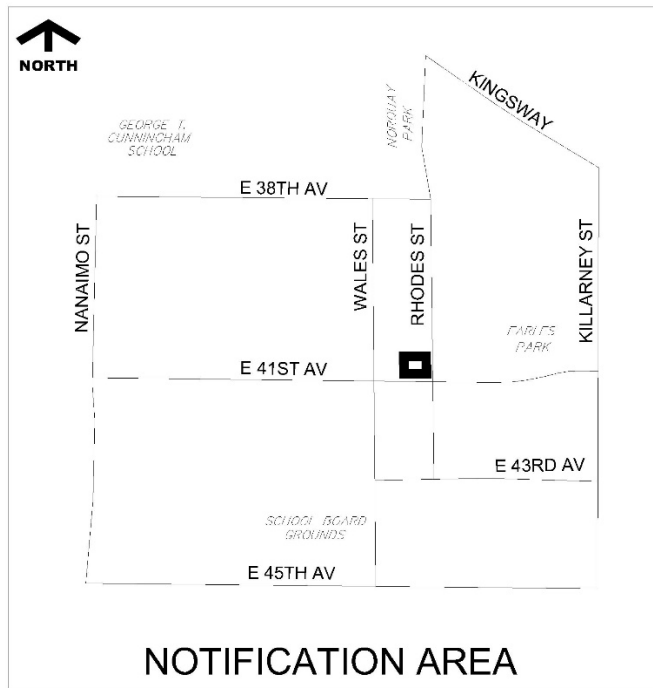 NORTH
GEORGE T.
CUNNINGHAM
SCHOOL
NORQUAY
PARK
KINGSWAY
E 38TH AV
NANAIMO ST
WALES ST
RHODES ST
KILLARNEY ST
EARLES
PARK
E 41ST AV
E 43RD AV
SCHOOL BOARD
GROUNDS
E 45TH AV
NOTIFICATION AREA